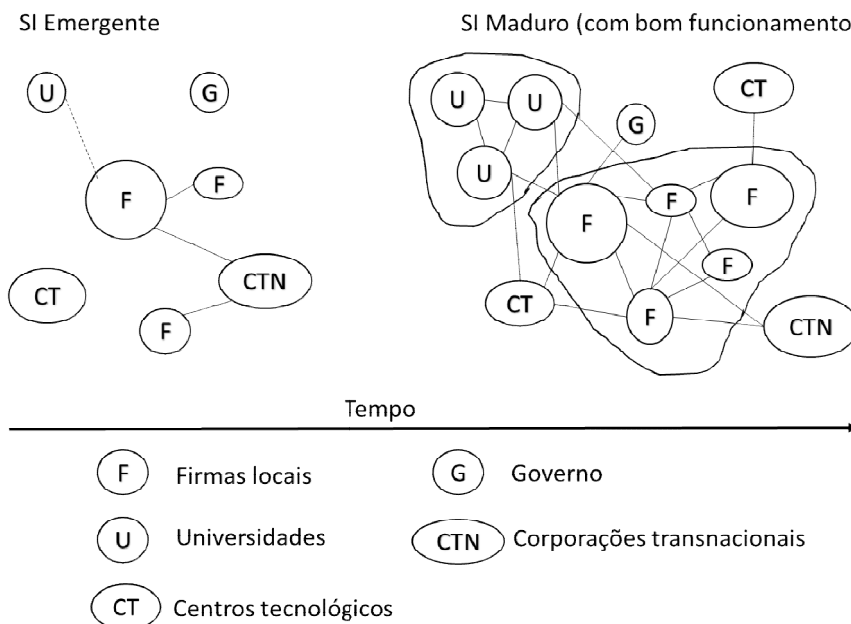 SI Emergente
SI Maduro (com bom funcionamento
U
G
F
F
CT
CTN
F
U
U
U
G
CT
F
F
F
F
CT
F
CTN
Tempo
F Firmas locais
G Governo
U Universidades
CTN Corporações transnacionais
CT Centros tecnológicos